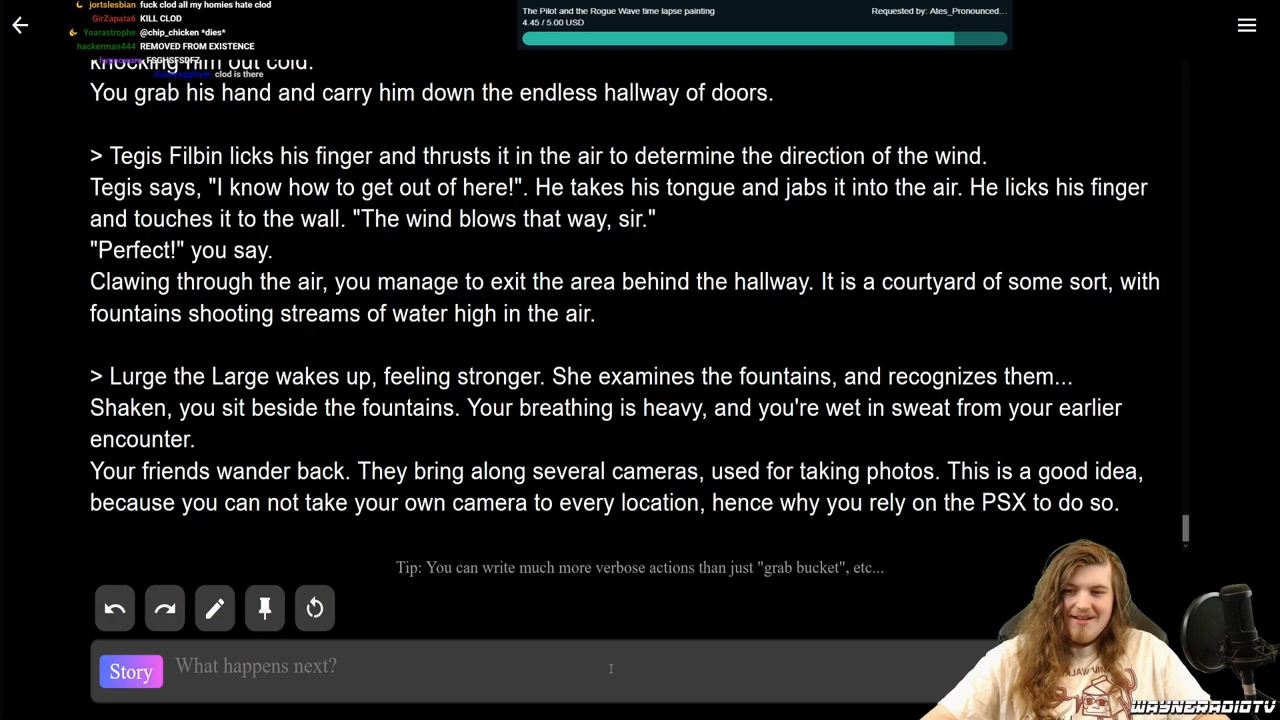 jortslesbian fuck clod all my homies hate clod
GirZapata6 KILL CLOD
Yoarastrophe @chip_chicken *dies*
hackerman444 REMOVED FROM EXISTENCE
clod is there
The Pilot and the Rogue Wave time lapse painting
Requested by: Ates_Pronounced...
4.45 / 5.00 USD
knocking him out cold.
You grab his hand and carry him down the endless hallway of doors.
> Tegis Filbin licks his finger and thrusts it in the air to determine the direction of the wind.
Tegis says, "I know how to get out of here!". He takes his tongue and jabs it into the air. He licks his finger
and touches it to the wall. "The wind blows that way, sir."
"Perfect!" you say.
Clawing through the air, you manage to exit the area behind the hallway. It is a courtyard of some sort, with
fountains shooting streams of water high in the air.
> Lurge the Large wakes up, feeling stronger. She examines the fountains, and recognizes them...
Shaken, you sit beside the fountains. Your breathing is heavy, and you're wet in sweat from your earlier
encounter.
Your friends wander back. They bring along several cameras, used for taking photos. This is a good idea,
because you can not take your own camera to every location, hence why you rely on the PSX to do so.
Tip: You can write much more verbose actions than just "grab bucket", etc...
Story
What happens next?
WAYNERADIOTV